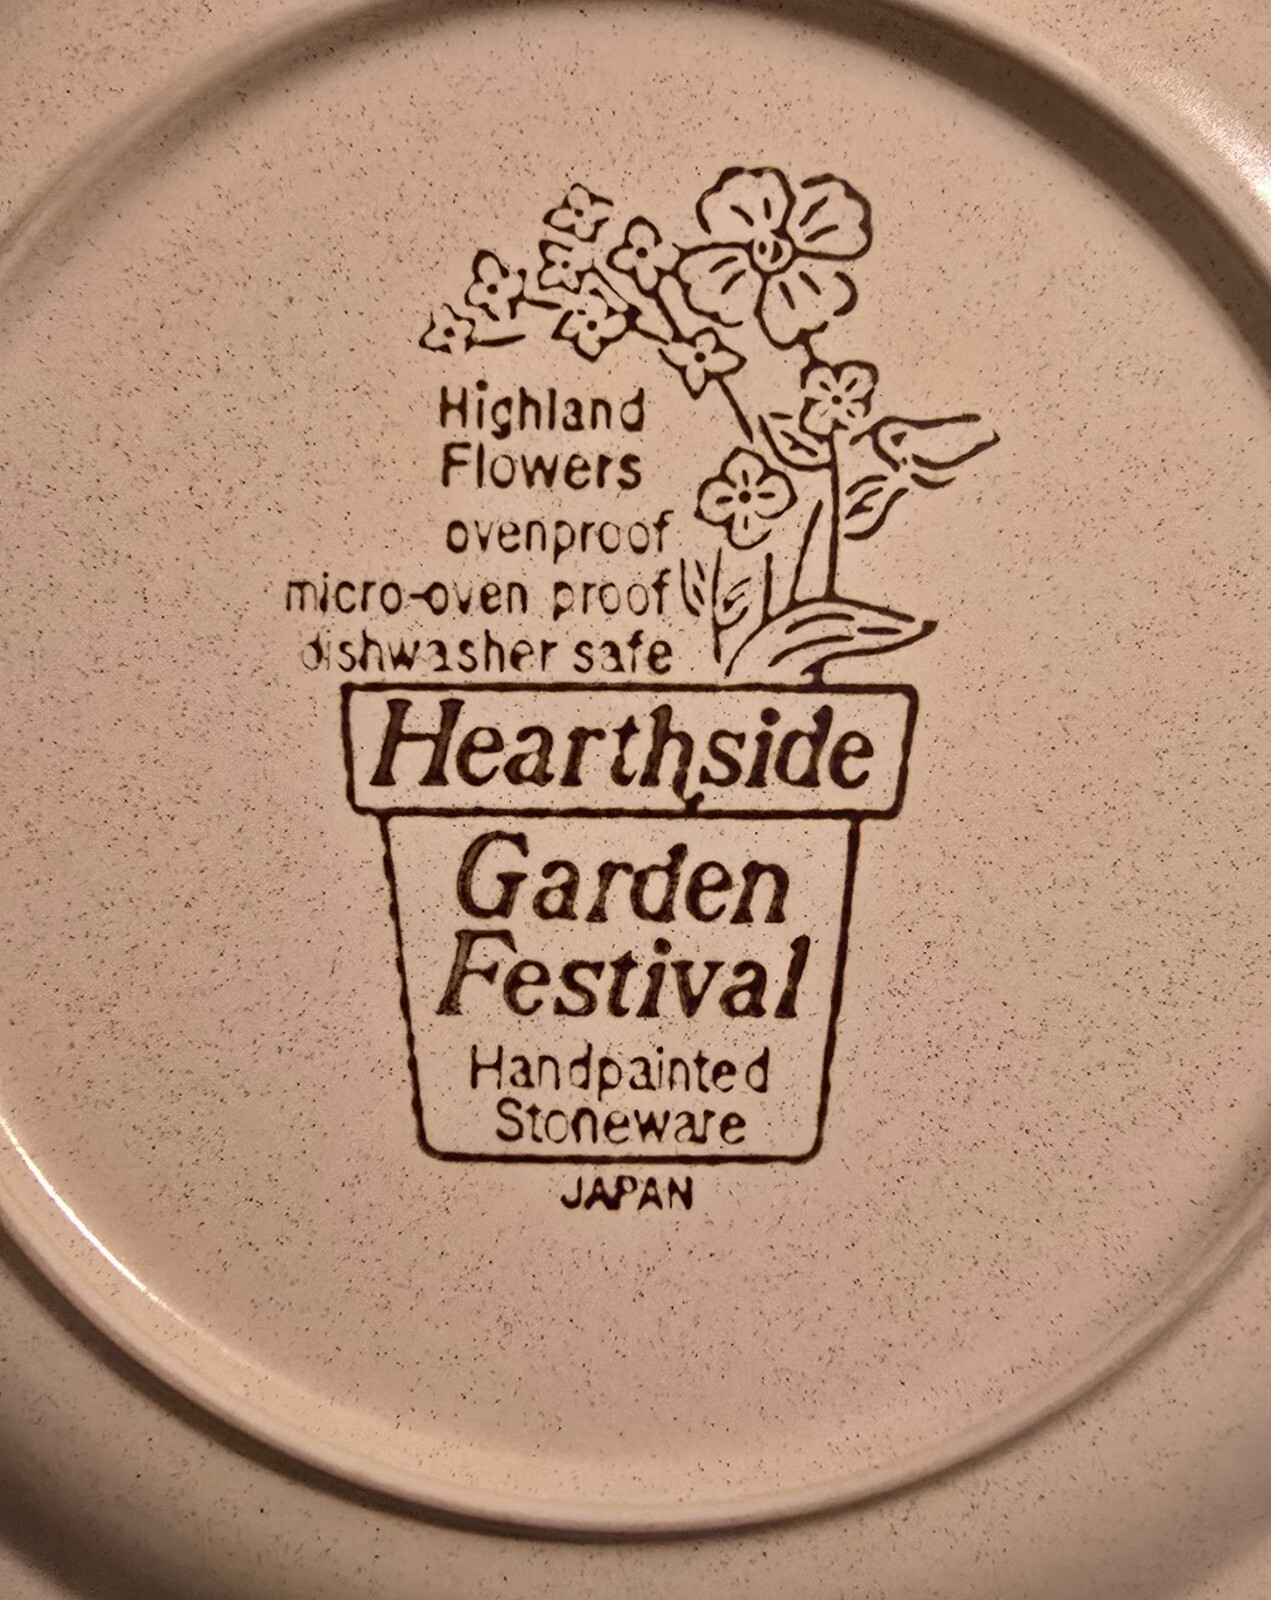 Highland
Flowers
ovenproof
micro-oven proof
dishwasher safe
Hearthside
Garden
Festival
Handpainted
Stoneware
JAPAN